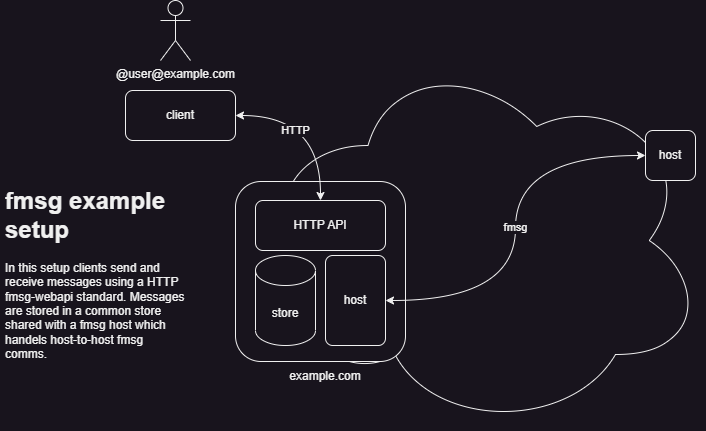 @user@example.com
client
HTTP
host
fmsg example
setup
HTTP API
fmsg
In this setup clients send and
receive messages using a HTTP
fmsg-webapi standard. Messages
are stored in a common store
shared with a fmsg host which
handels host-to-host fmsg
comms.
store
host
example.com